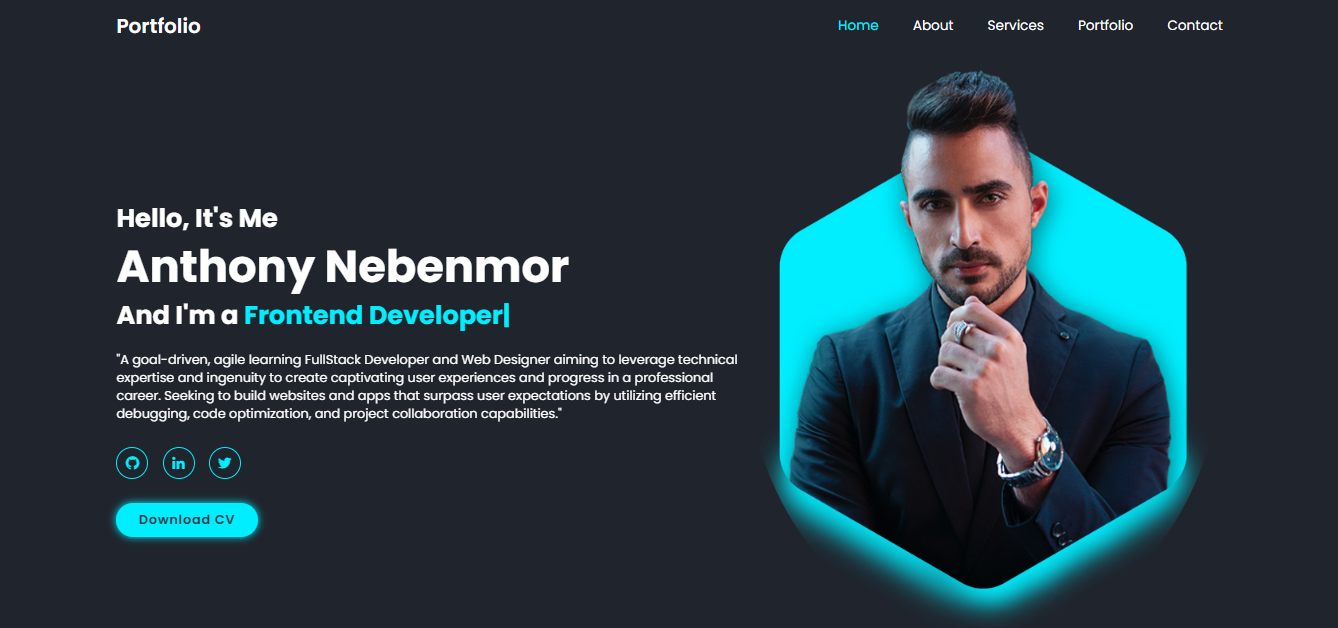 Portfolio
Home About Services Portfolio Contact
Hello, It's Me
Anthony Nebenmor
And I'm a Frontend Developer|
"A goal-driven, agile learning FullStack Developer and Web Designer aiming to leverage technical
expertise and ingenuity to create captivating user experiences and progress in a professional
career. Seeking to build websites and apps that surpass user expectations by utilizing efficient
debugging, code optimization, and project collaboration capabilities."
in
Download CV